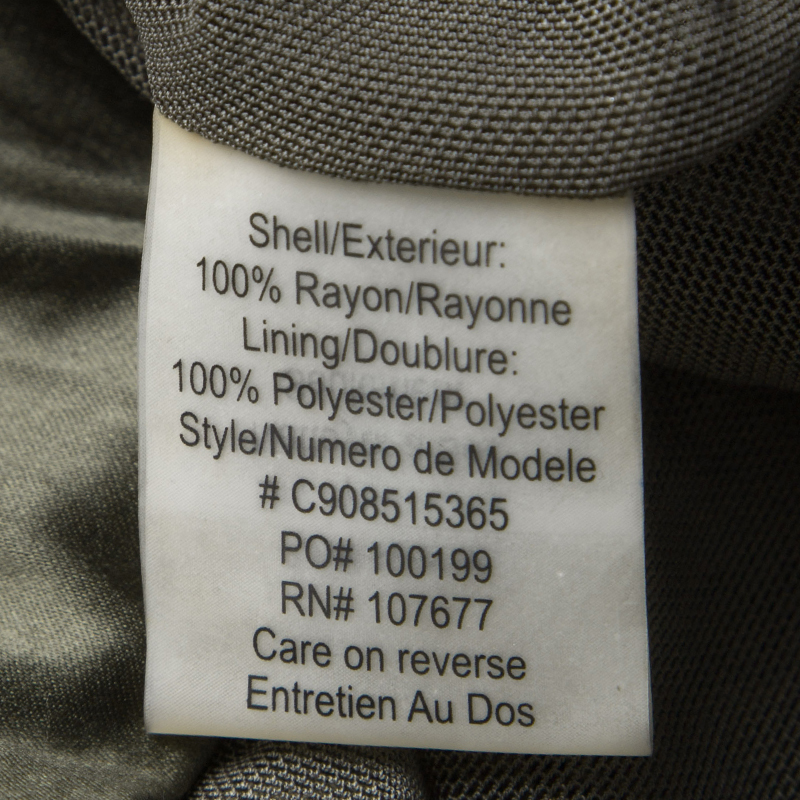 Shell/Exterieur:
100% Rayon/Rayonne
Lining/Doublure:
100% Polyester/Polyester
Style/Numero de Modele
# C908515365
PO# 100199
RN# 107677
Care on reverse
Entretien Au Dos